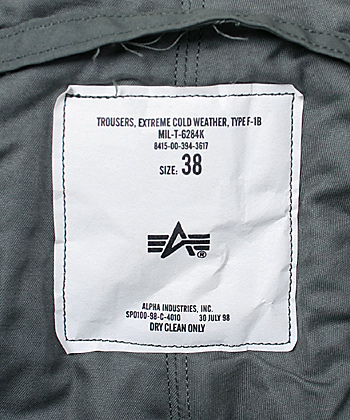 TROUSERS, EXTREME COLD WEATHER, TYPE F-1B
MIL-T-6284K
8415-00-394-3617
SIZE: 38
®
ALPHA INDUSTRIES, INC.
SPO100-98-C-4010 30 JULY 98
DRY CLEAN ONLY